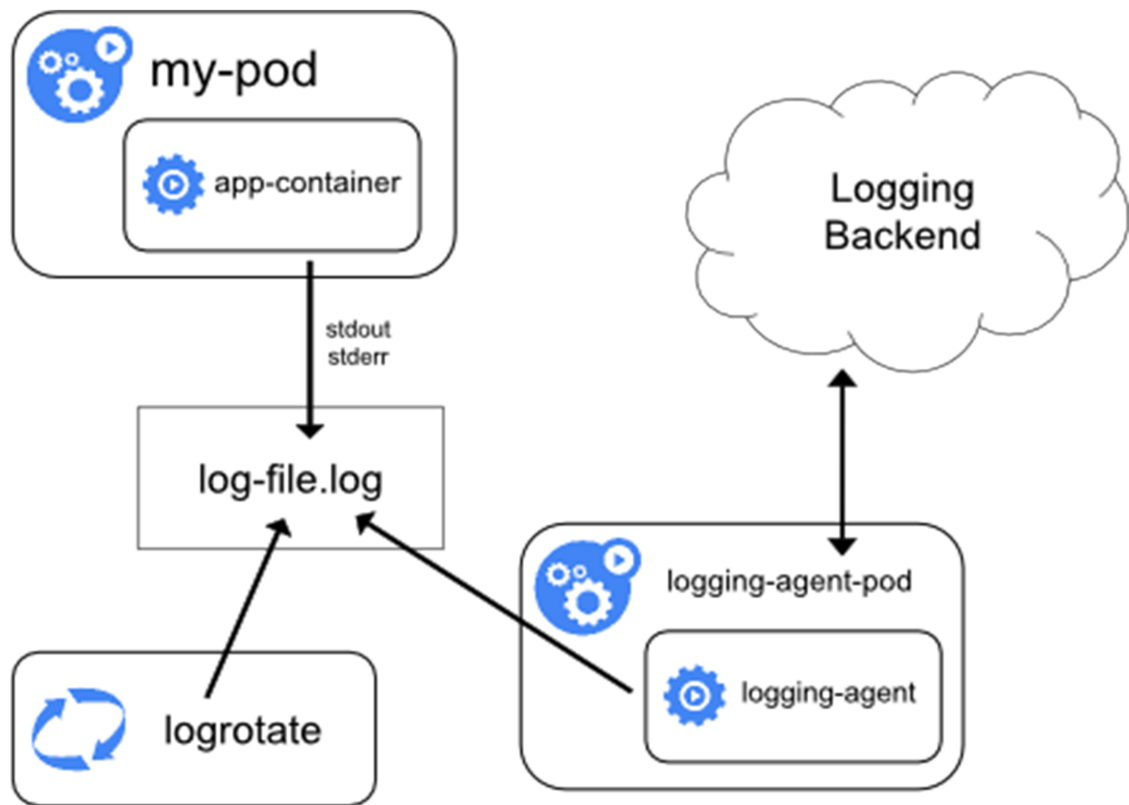 my-pod
app-container
stdout
stderr
log-file.log
logrotate
Logging
Backend
logging-agent-pod
logging-agent